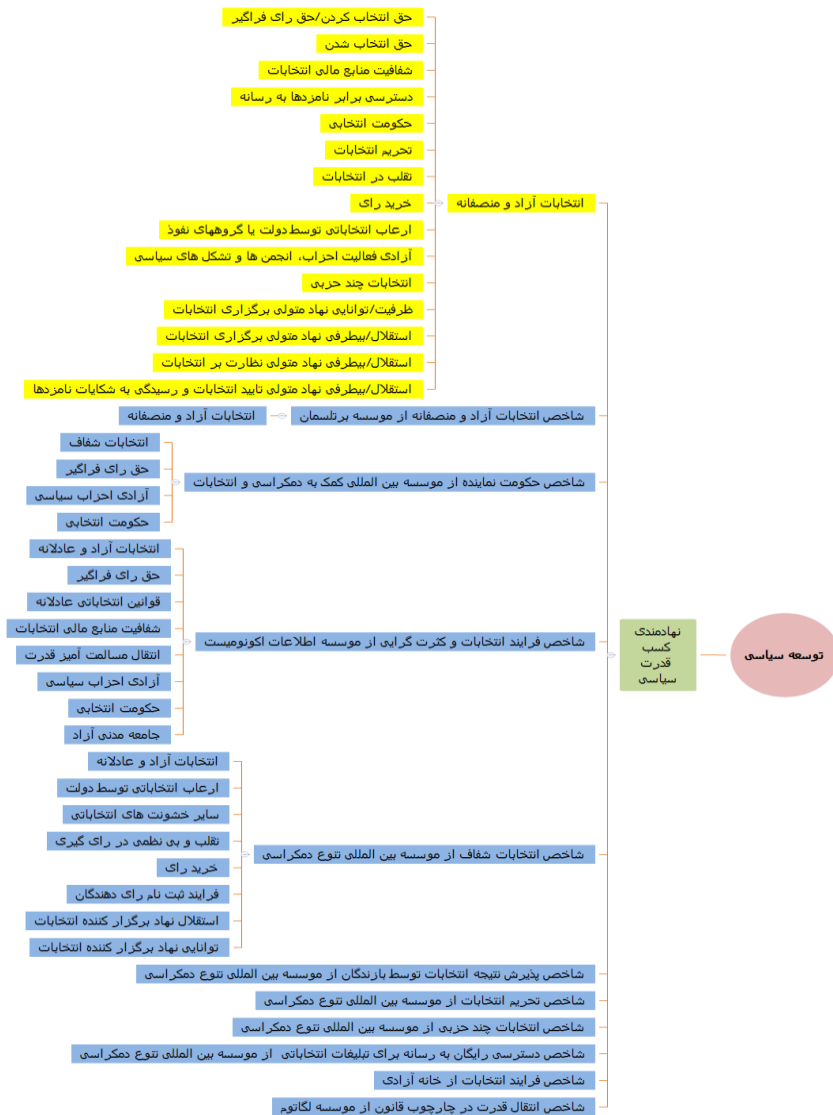 توسعه سیاسی
نهادمندی
کسب
قدرت
سیاسی
انتخابات آزاد و منصفانه
حق انتخاب کردن/حق رای فراگیر
حق انتخاب شدن
شفافیت منابع مالی انتخابات
دسترسی برابر نامزدها به رسانه
حکومت انتخابی
تحریم انتخابات
تقلب در انتخابات
خرید رای
ارعاب انتخاباتی توسط دولت یا گروههای نفوذ
آزادی فعالیت احزاب، انجمن ها و تشکل های سیاسی
انتخابات چند حزبی
ظرفیت/توانایی نهاد متولی برگزاری انتخابات
استقلال/بیطرفی نهاد متولی برگزاری انتخابات
استقلال/بیطرفی نهاد متولی نظارت بر انتخابات
استقلال/بیطرفی نهاد متولی تایید انتخابات و رسیدگی به شکایات نامزدها
شاخص انتخابات آزاد و منصفانه از موسسه برتلسمان
انتخابات آزاد و منصفانه
شاخص حکومت نماینده از موسسه بین المللی کمک به دمکراسی و انتخابات
انتخابات شفاف
حق رای فراگیر
آزادی احزاب سیاسی
حکومت انتخابی
شاخص فرایند انتخابات و کثرت گرایی از موسسه اطلاعات اکونومیست
انتخابات آزاد و عادلانه
حق رای فراگیر
قوانین انتخاباتی عادلانه
شفافیت منابع مالی انتخابات
انتقال مسالمت آمیز قدرت
آزادی احزاب سیاسی
حکومت انتخابی
جامعه مدنی آزاد
شاخص انتخابات شفاف از موسسه بین المللی تنوع دمکراسی
انتخابات آزاد و عادلانه
ارعاب انتخاباتی توسط دولت
سایر خشونت های انتخاباتی
تقلب و بی نظمی در رای گیری
خرید رای
فرایند ثبت نام رای دهندگان
استقلال نهاد برگزار کننده انتخابات
توانایی نهاد برگزار کننده انتخابات
شاخص پذیرش نتیجه انتخابات توسط بازندگان از موسسه بین المللی تنوع دمکراسی
شاخص تحریم انتخابات از موسسه بین المللی تنوع دمکراسی
شاخص انتخابات چند حزبی از موسسه بین المللی تنوع دمکراسی
شاخص دسترسی رایگان به رسانه برای تبلیغات انتخاباتی از موسسه بین المللی تنوع دمکراسی
شاخص فرایند انتخابات از خانه آزادی
شاخص انتقال قدرت در چارچوب قانون از موسسه لگاتوم